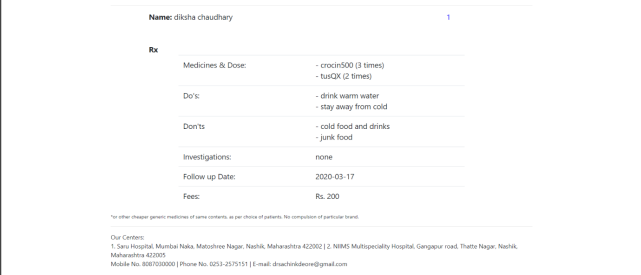 Name: diksha chaudhary 1
Rx
Medicines & Dose: - crocin500 (3 times)
- tusQX (2 times)
Do's: - drink warm water
- stay away from cold
Don'ts - cold food and drinks
- junk food
Investigations: none
Follow up Date: 2020-03-17
Fees: Rs. 200
*or other cheaper generic medicines of same contents, as per choice of patients. No compulsion of particular brand.
Our Centers:
1. Saru Hospital, Mumbai Naka, Matoshree Nagar, Nashik, Maharashtra 422002 | 2. NIIMS Multispeciality Hospital, Gangapur road, Thatte Nagar, Nashik,
Maharashtra 422005
Mobile No. 8087030000 | Phone No. 0253-2575151 | E-mail: drsachinkdeore@gmail.com